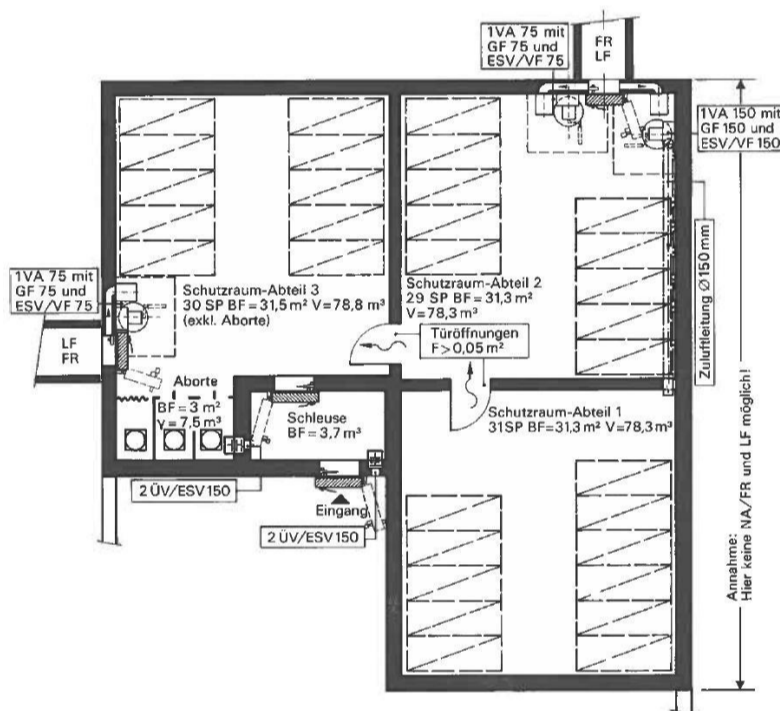 1VA 75 mit
GF 75 und
ESV/VF 75
FR
LF
1VA 150 mit
GF 150 und
ESV/VF 150
Zuluftleitung Ø 150 mm
Schutzraum-Abteil 3
30 SP BF = 31,5 m² V = 78,8 m³
(exkl. Aborte)
Schutzraum-Abteil 2
29 SP BF = 31,3 m²
V = 78,3 m³
1VA 75 mit
GF 75 und
ESV/VF 75
LF
FR
Türöffnungen
F > 0,05 m²
Aborte
BF = 3 m²
V = 7,5 m³
Schleuse
BF = 3,7 m³
Schutzraum-Abteil 1
31 SP BF = 31,3 m² V = 78,3 m³
2 ÜV/ESV 150
Eingang
2 ÜV/ESV 150
Annahme:
Hier keine NA/FR und LF möglich!